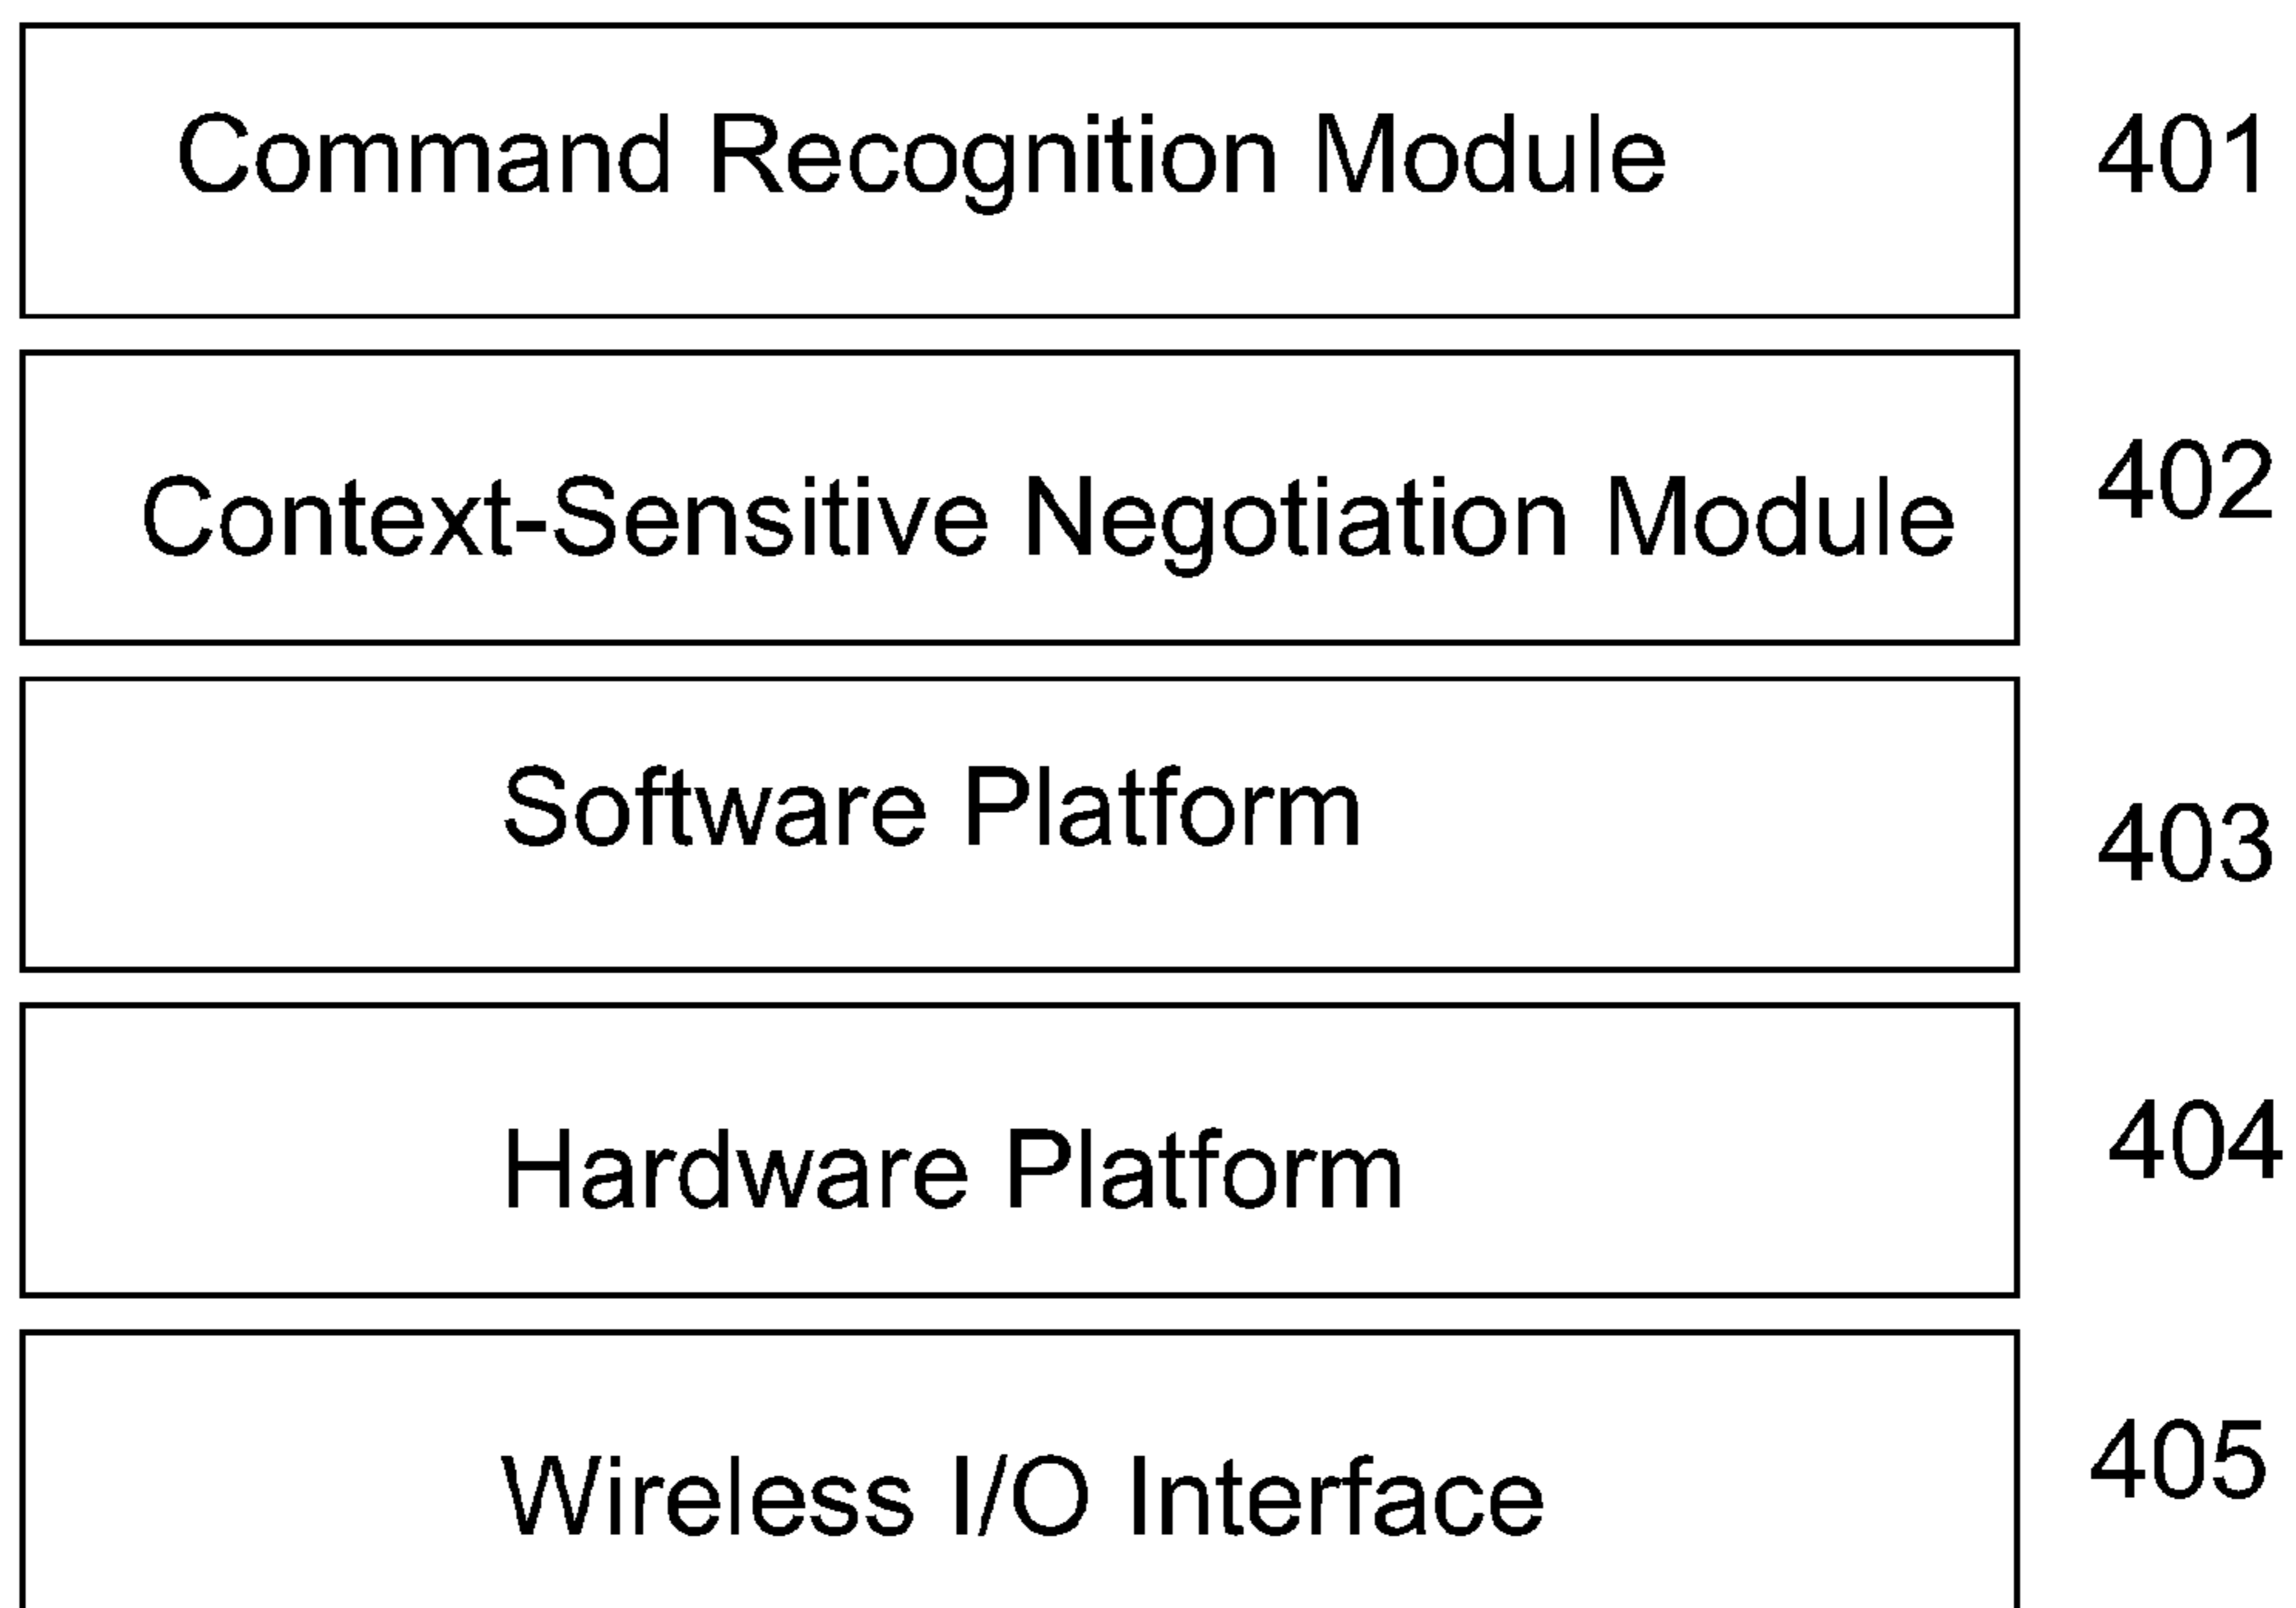 Command Recognition Module 401
Context-Sensitive Negotiation Module 402
Software Platform 403
Hardware Platform 404
Wireless I/O Interface 405